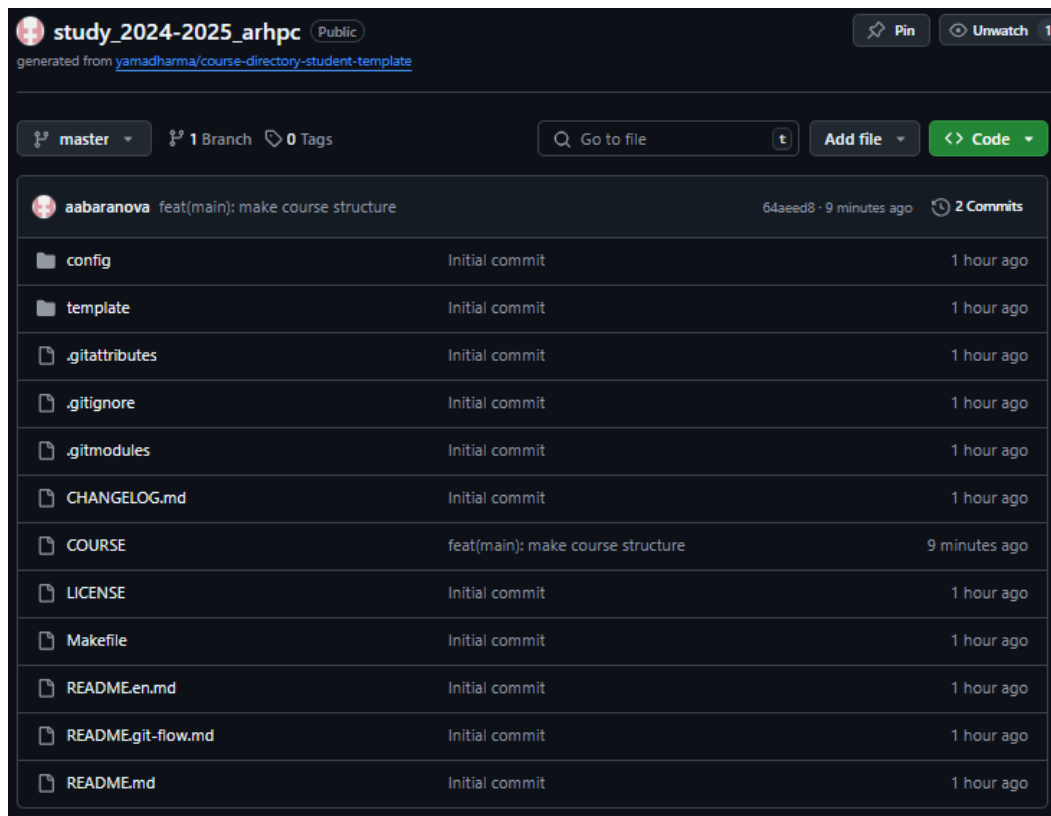 study_2024-2025_arhpc Public Pin Unwatch 1
generated from yamadharma/course-directory-student-template
master 1 Branch 0 Tags Go to file t Add file Code
aabaranova feat(main): make course structure 64aeed8 · 9 minutes ago 2 Commits
config Initial commit 1 hour ago
template Initial commit 1 hour ago
.gitattributes Initial commit 1 hour ago
.gitignore Initial commit 1 hour ago
.gitmodules Initial commit 1 hour ago
CHANGELOG.md Initial commit 1 hour ago
COURSE feat(main): make course structure 9 minutes ago
LICENSE Initial commit 1 hour ago
Makefile Initial commit 1 hour ago
README.en.md Initial commit 1 hour ago
README.git-flow.md Initial commit 1 hour ago
README.md Initial commit 1 hour ago